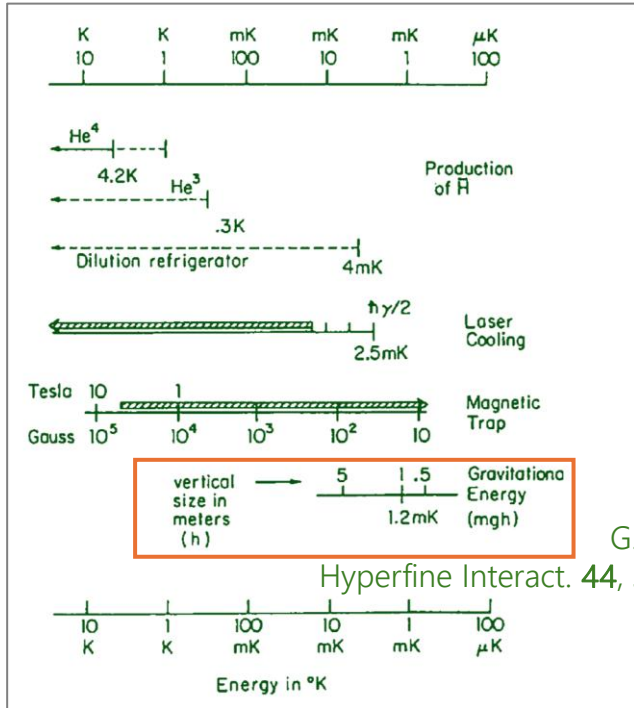 K K mK mK mK μK
10 1 100 10 1 100
He⁴
4.2K
He³
Production
of H̄
.3K
Dilution refrigerator
4mK
ħγ/2
Laser
Cooling
2.5mK
Tesla 10 1
Magnetic
Trap
Gauss 10⁵ 10⁴ 10³ 10² 10
vertical
size in
meters
(h)
5 1 .5
Gravitationa
Energy
(mgh)
1.2mK
G
Hyperfine Interact. 44,
10 1 100 10 1 100
K K mK mK mK μK
Energy in °K